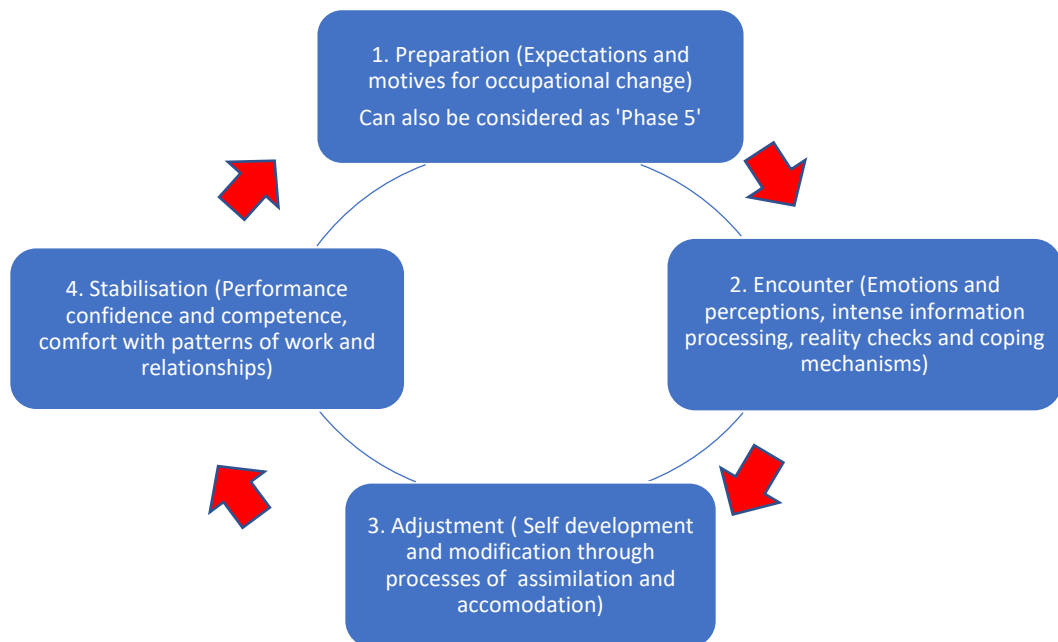 1. Preparation (Expectations and
motives for occupational change)
Can also be considered as 'Phase 5'
2. Encounter (Emotions and
perceptions, intense information
processing, reality checks and coping
mechanisms)
3. Adjustment ( Self development
and modification through
processes of  assimilation and
accomodation)
4. Stabilisation (Performance
confidence and competence,
comfort with patterns of work and
relationships)